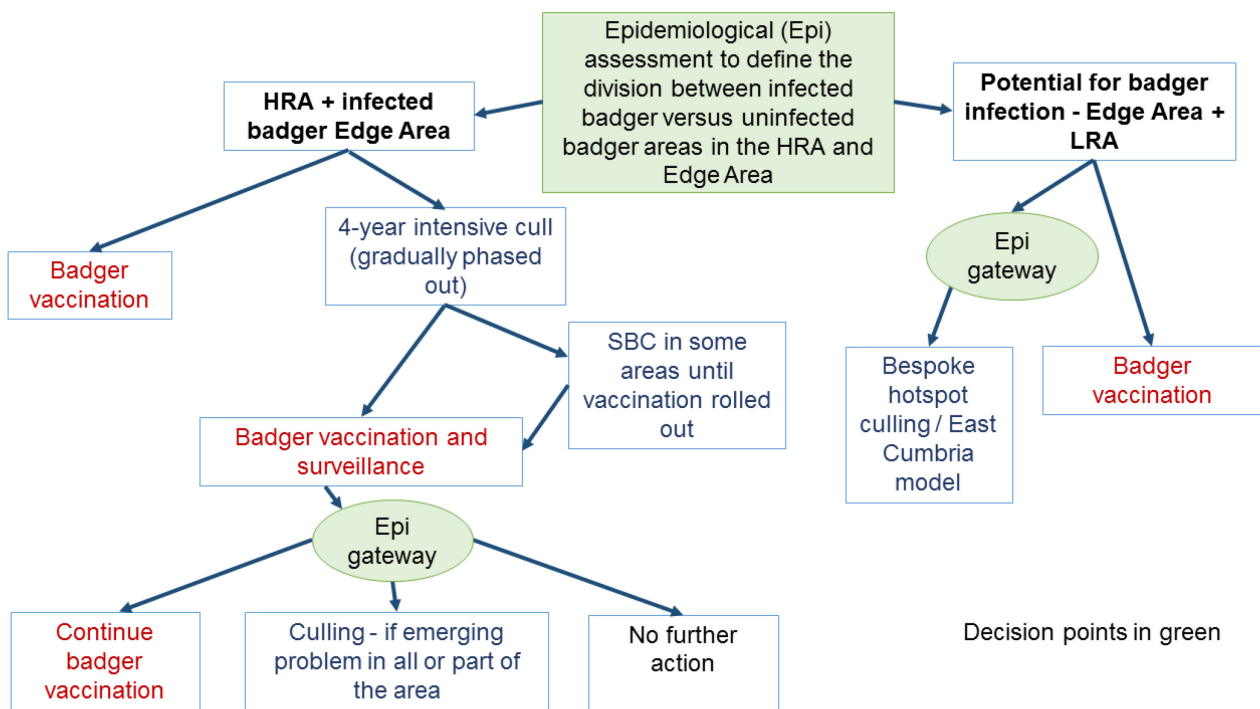 Epidemiological (Epi)
assessment to define the
division between infected
badger versus uninfected
badger areas in the HRA and
Edge Area
HRA + infected
badger Edge Area
Potential for badger
infection - Edge Area +
LRA
Badger
vaccination
4-year intensive cull
(gradually phased
out)
SBC in some
areas until
vaccination rolled
out
Badger vaccination and
surveillance
Epi
gateway
Continue
badger
vaccination
Culling - if emerging
problem in all or part of
the area
No further
action
Epi
gateway
Bespoke
hotspot
culling / East
Cumbria
model
Badger
vaccination
Decision points in green